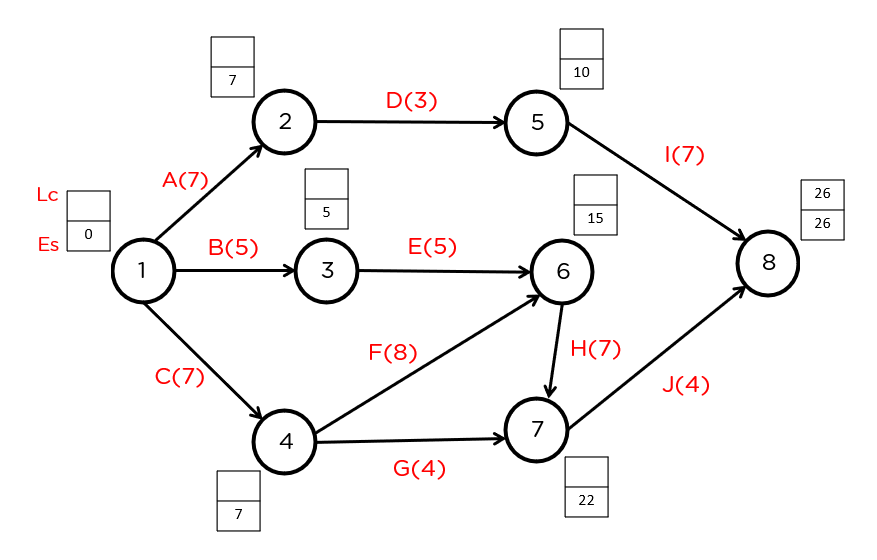 10
7
D(3)
2
5
I(7)
A(7)
Lc
26
5
15
26
0
Es
B(5)
E(5)
8
1
3
6
F(8)
H(7)
C(7)
J(4)
4
7
G(4)
22
7